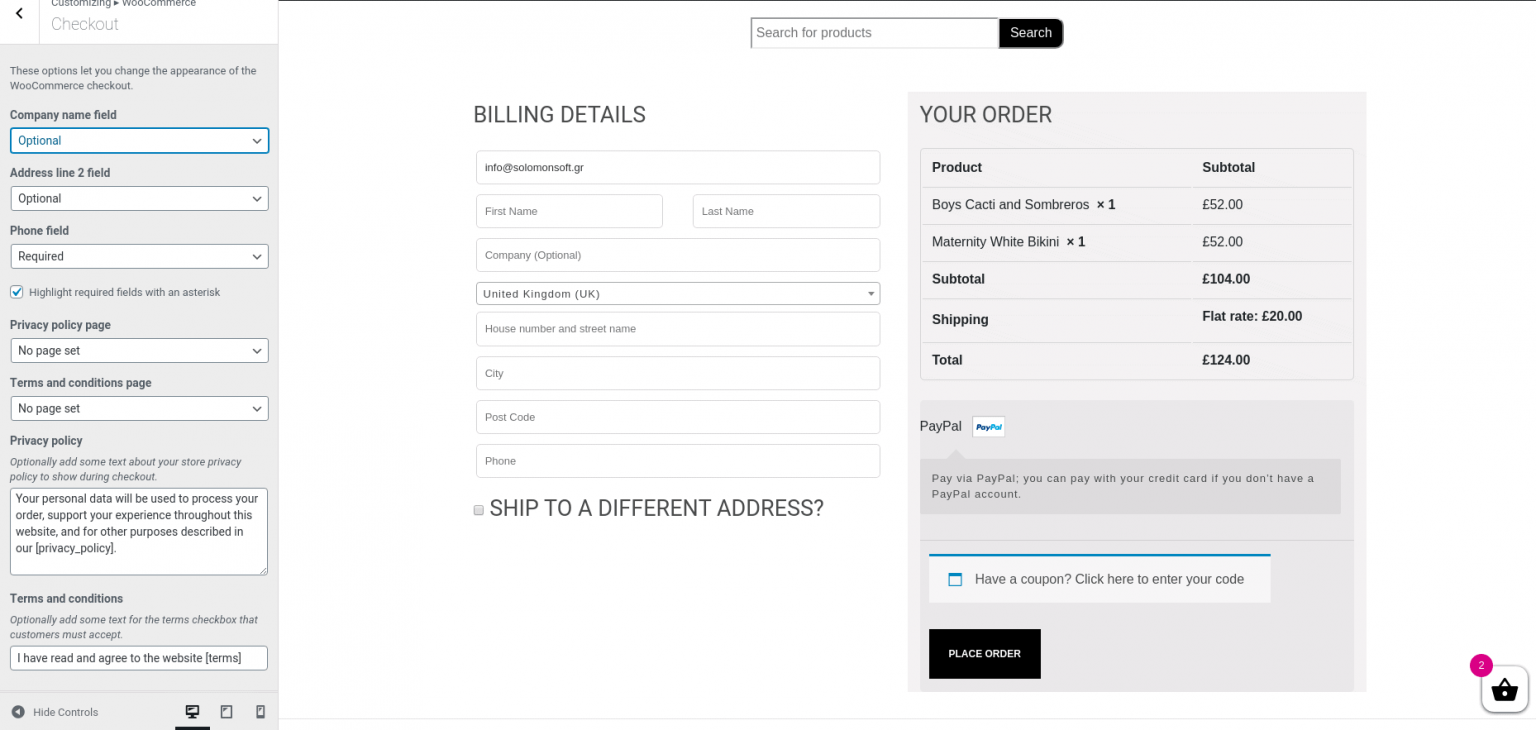 Customizing ▸ WooCommerce
Checkout
These options let you change the appearance of the
WooCommerce checkout.
Company name field
Optional
Address line 2 field
Optional
Phone field
Required
Highlight required fields with an asterisk
Privacy policy page
No page set
Terms and conditions page
No page set
Privacy policy
Optionally add some text about your store privacy
policy to show during checkout.
Your personal data will be used to process your
order, support your experience throughout this
website, and for other purposes described in
our [privacy_policy].
Terms and conditions
Optionally add some text for the terms checkbox that
customers must accept.
I have read and agree to the website [terms]
Hide Controls
Search for products Search
BILLING DETAILS
info@solomonsoft.gr
First Name Last Name
Company (Optional)
United Kingdom (UK)
House number and street name
City
Post Code
Phone
SHIP TO A DIFFERENT ADDRESS?
YOUR ORDER
Product Subtotal
Boys Cacti and Sombreros × 1 £52.00
Maternity White Bikini × 1 £52.00
Subtotal £104.00
Shipping Flat rate: £20.00
Total £124.00
PayPal PayPal
Pay via PayPal; you can pay with your credit card if you don't have a
PayPal account.
Have a coupon? Click here to enter your code
PLACE ORDER
2